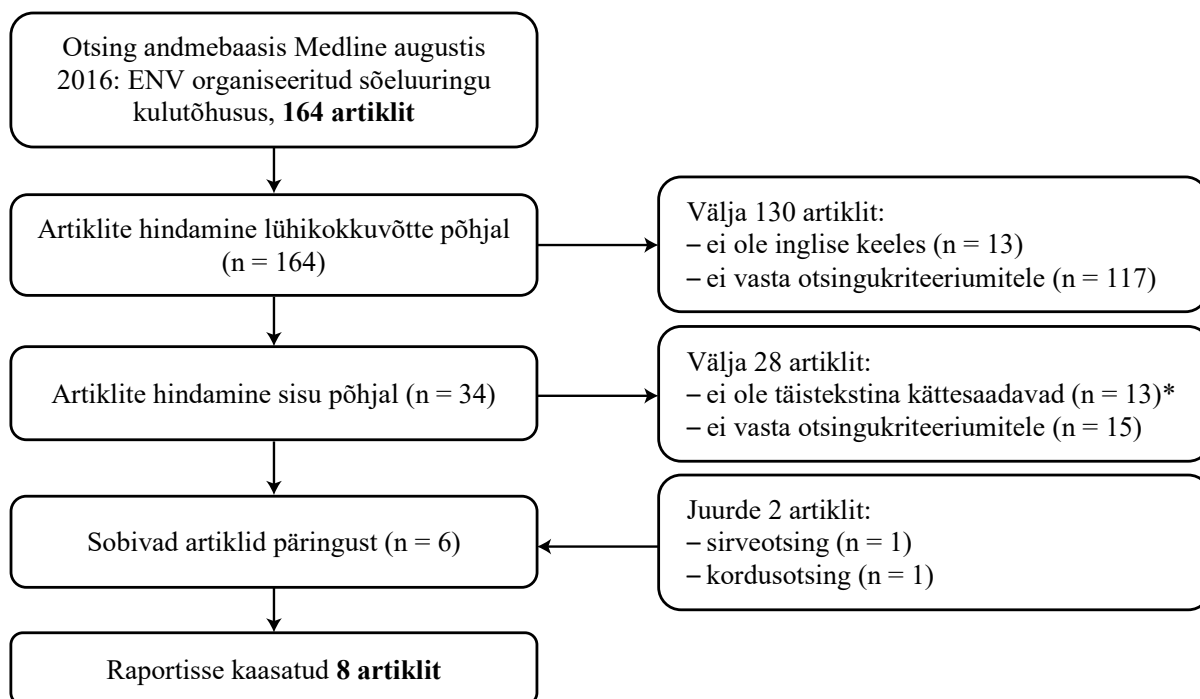 Otsing andmebaasis Medline augustis
2016: ENV organiseeritud sõeluuringu
kulutõhusus, 164 artiklit
Artiklite hindamine lühikokkuvõtte põhjal
(n = 164)
Välja 130 artiklit:
– ei ole inglise keeles (n = 13)
– ei vasta otsingukriteeriumitele (n = 117)
Artiklite hindamine sisu põhjal (n = 34)
Välja 28 artiklit:
– ei ole täistekstina kättesaadavad (n = 13)*
– ei vasta otsingukriteeriumitele (n = 15)
Sobivad artiklid päringust (n = 6)
Juurde 2 artiklit:
– sirveotsing (n = 1)
– kordusotsing (n = 1)
Raportisse kaasatud 8 artiklit